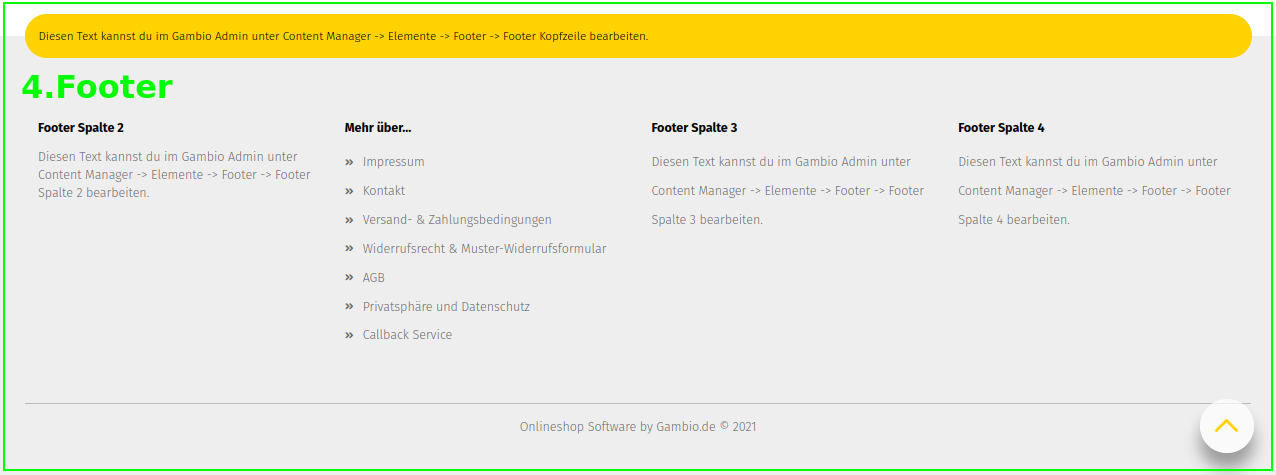 Diesen Text kannst du im Gambio Admin unter Content Manager -> Elemente -> Footer -> Footer Kopfzeile bearbeiten.
4.Footer
Footer Spalte 2
Diesen Text kannst du im Gambio Admin unter
Content Manager -> Elemente -> Footer -> Footer
Spalte 2 bearbeiten.
Mehr über...
» Impressum
» Kontakt
» Versand- & Zahlungsbedingungen
» Widerrufsrecht & Muster-Widerrufsformular
» AGB
» Privatsphäre und Datenschutz
» Callback Service
Footer Spalte 3
Diesen Text kannst du im Gambio Admin unter
Content Manager -> Elemente -> Footer -> Footer
Spalte 3 bearbeiten.
Footer Spalte 4
Diesen Text kannst du im Gambio Admin unter
Content Manager -> Elemente -> Footer -> Footer
Spalte 4 bearbeiten.
Onlineshop Software by Gambio.de © 2021